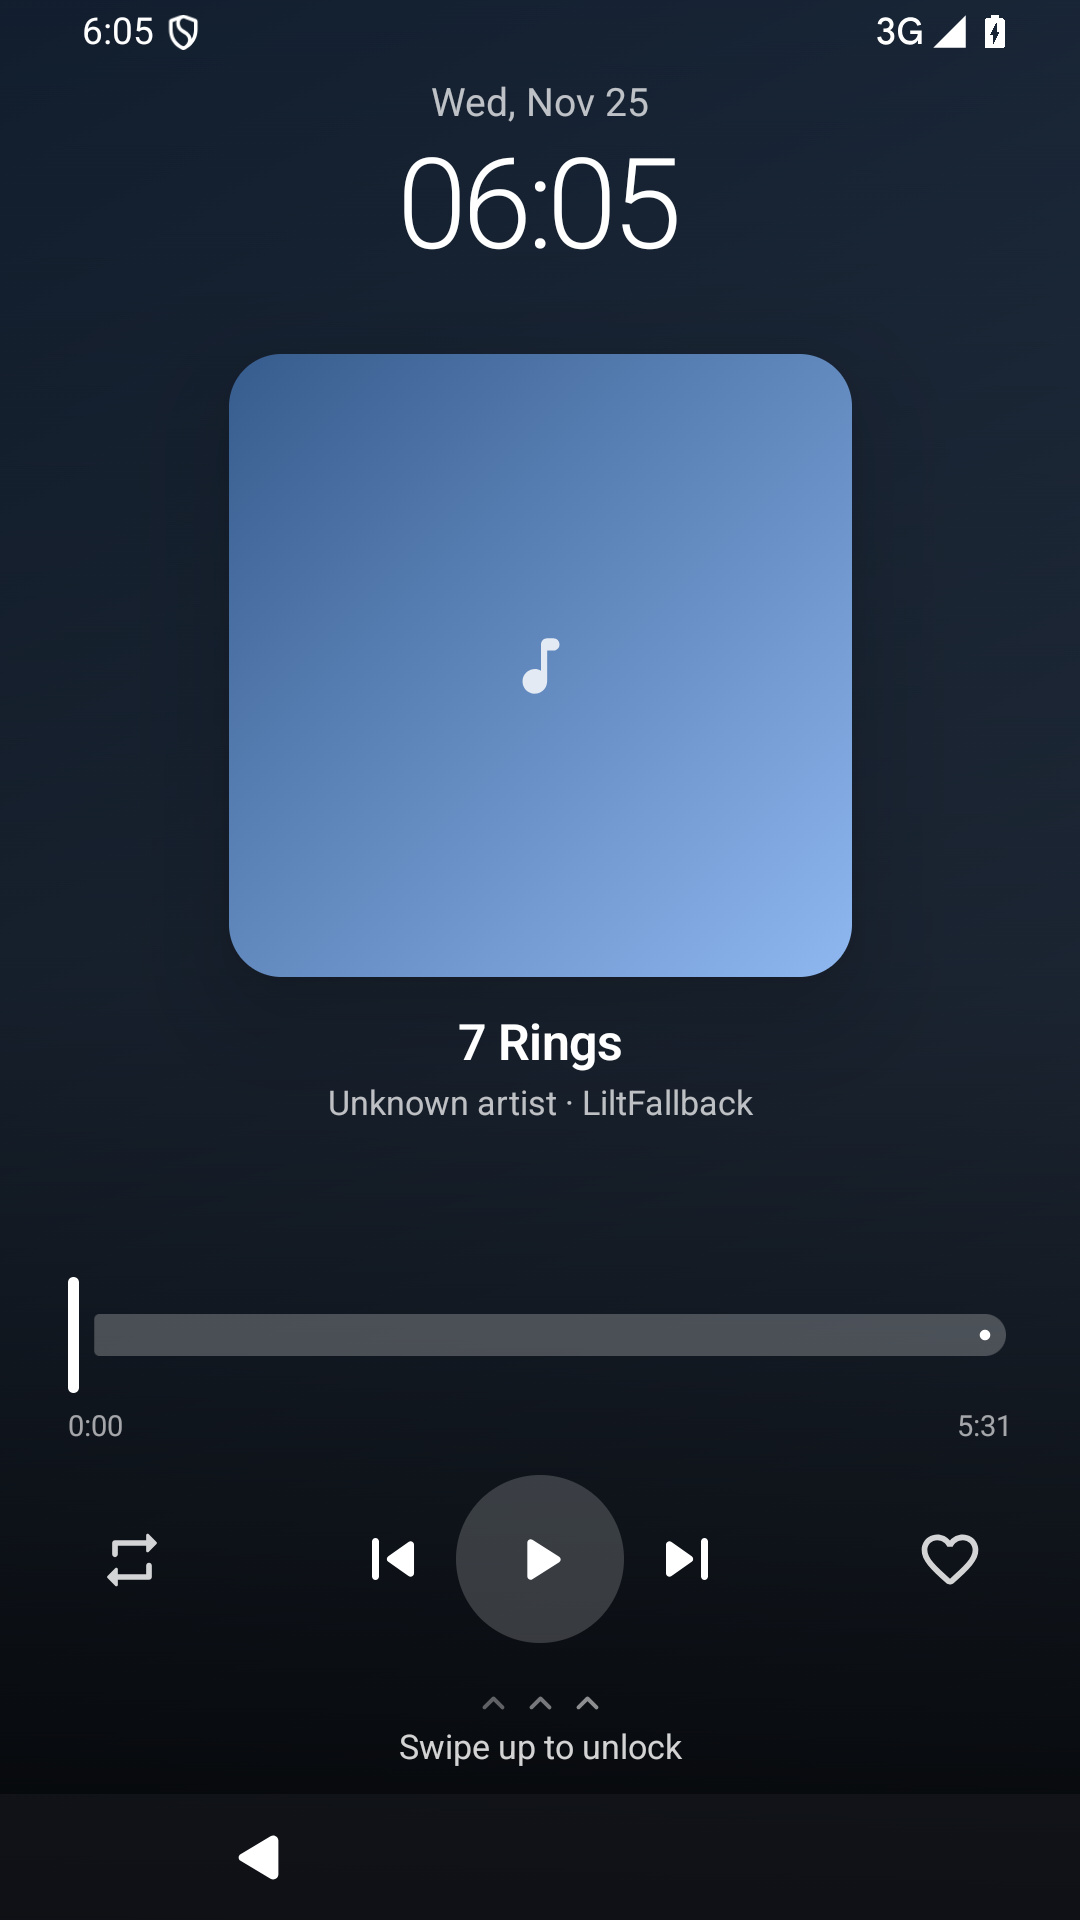 6:05
3G
Wed, Nov 25
06:05
7 Rings
Unknown artist · LiltFallback
0:00
5:31
Swipe up to unlock